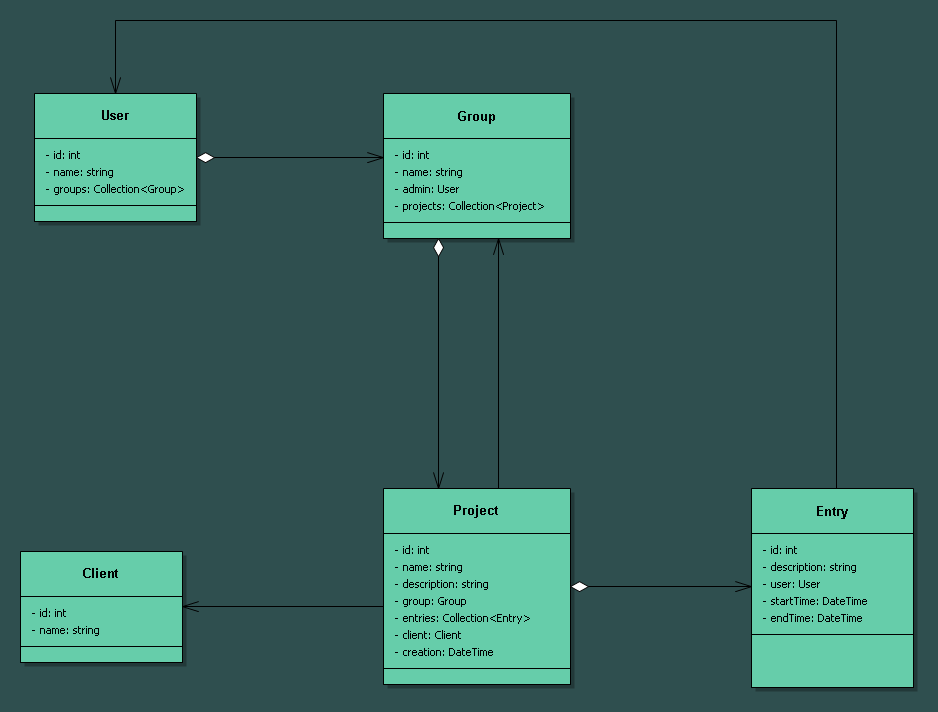 User
- id: int
- name: string
- groups: Collection<Group>
Group
- id: int
- name: string
- admin: User
- projects: Collection<Project>
Project
- id: int
- name: string
- description: string
- group: Group
- entries: Collection<Entry>
- client: Client
- creation: DateTime
Entry
- id: int
- description: string
- user: User
- startTime: DateTime
- endTime: DateTime
Client
- id: int
- name: string